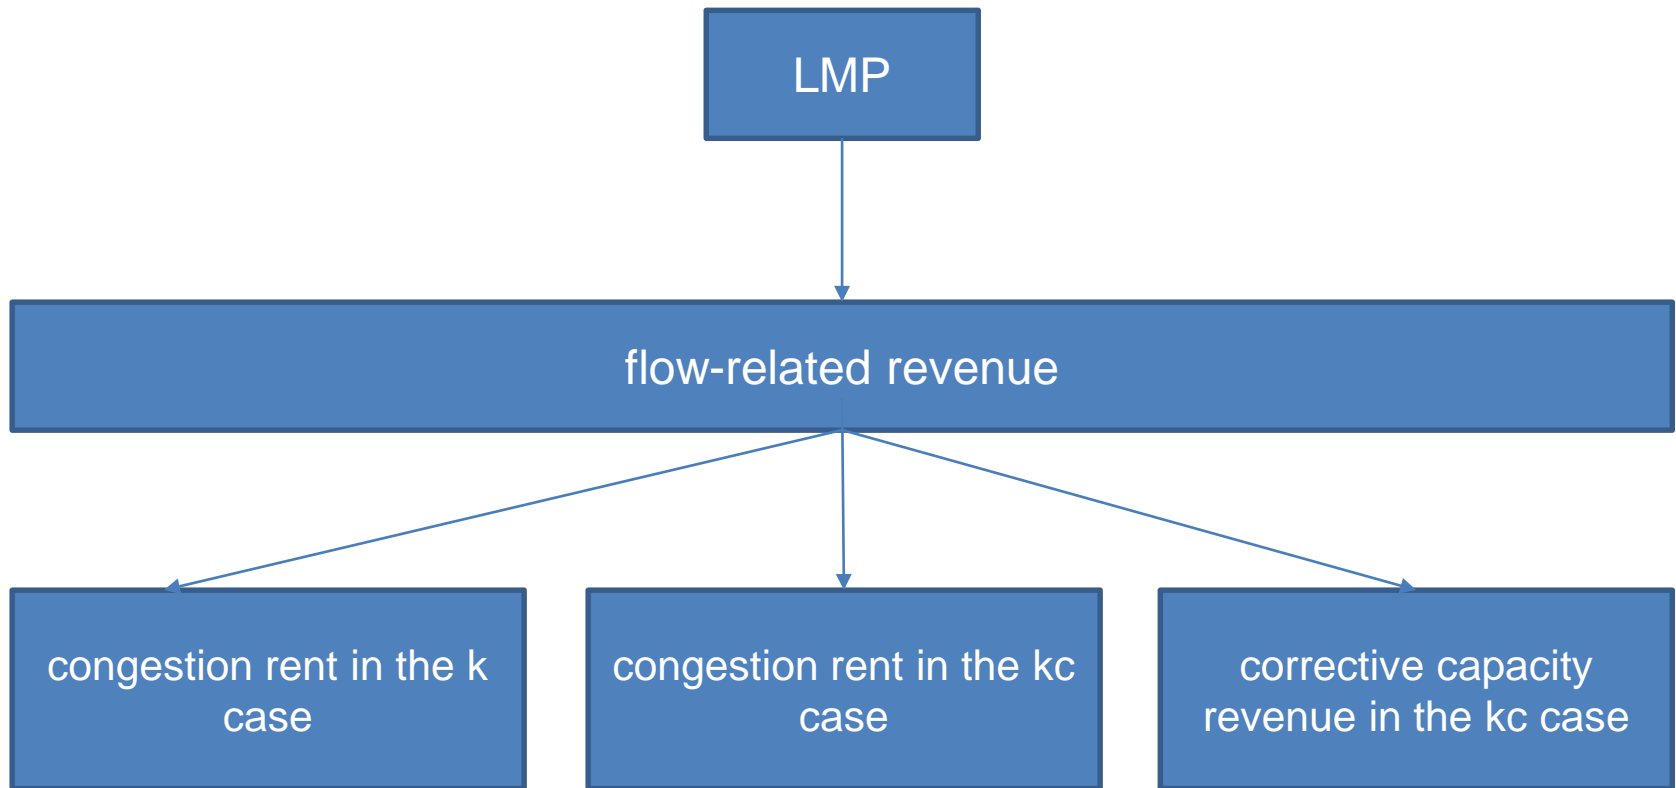 LMP
flow-related revenue
congestion rent in the k
case
congestion rent in the kc
case
corrective capacity
revenue in the kc case